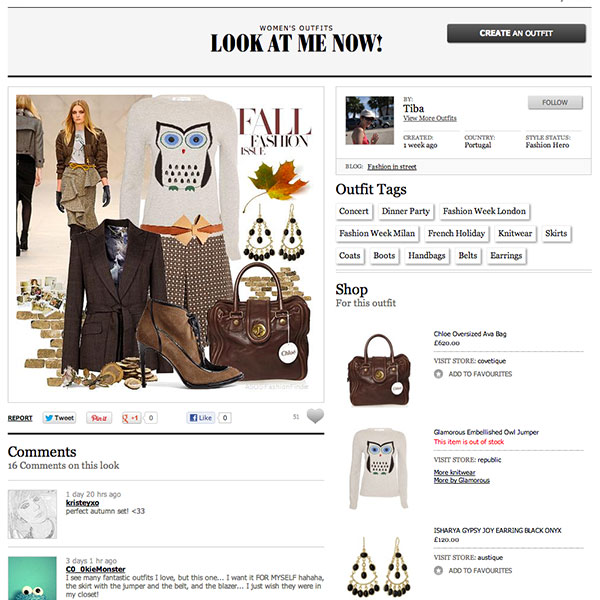 WOMEN'S OUTFITS
LOOK AT ME NOW!
CREATE AN OUTFIT
FALL
FASHION
ISSUE
Chloé
REPORT
Tweet
Pin it
+1
0
Like
0
31
Comments
16 Comments on this look
1 day 20 hrs ago
kristeyxo
perfect autumn set! <33
3 days 1 hr ago
C0_0kieMonster
I see many fantastic outfits I love, but this one... I want it FOR MYSELF hahaha,
the skirt with the jumper and the belt, and the blazer... I just wish they were in
my closet!
BY:
Tiba
View More Outfits
FOLLOW
CREATED:
1 week ago
COUNTRY:
Portugal
STYLE STATUS:
Fashion Hero
BLOG: Fashion in street
Outfit Tags
Concert
Dinner Party
Fashion Week London
Fashion Week Milan
French Holiday
Knitwear
Skirts
Coats
Boots
Handbags
Belts
Earrings
Shop
For this outfit
Chloe Oversized Ava Bag
£620.00
VISIT STORE: covetique
ADD TO FAVOURITES
Chloé
Glamorous Embellished Owl Jumper
This item is out of stock
VISIT STORE: republic
More knitwear
More by Glamorous
ISHARYA GYPSY JOY EARRING BLACK ONYX
£120.00
VISIT STORE: austique
ADD TO FAVOURITES